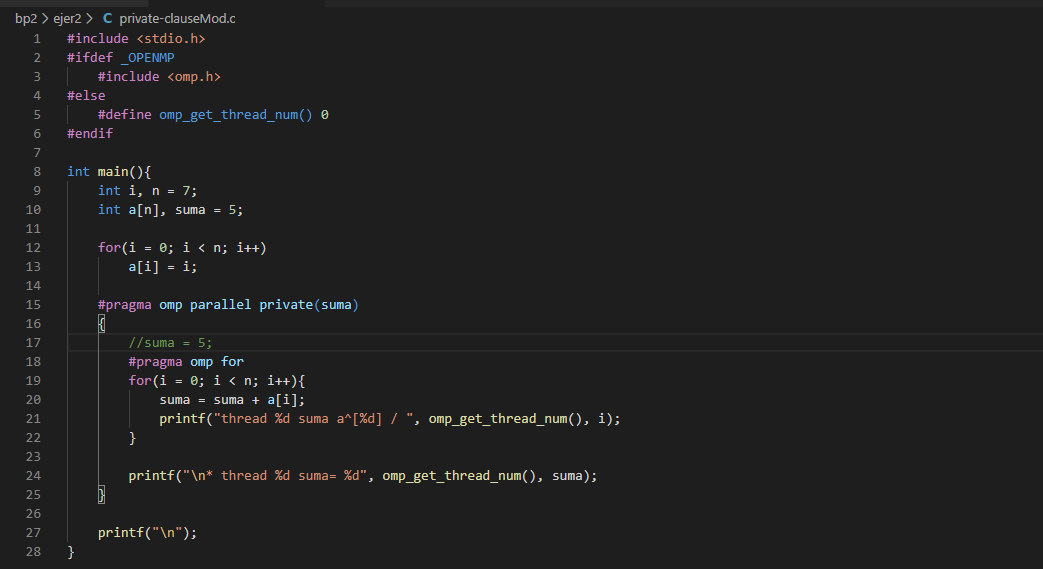 bp2 > ejer2 > C private-clauseMod.c
1 #include <stdio.h>
2 #ifdef _OPENMP
3     #include <omp.h>
4 #else
5     #define omp_get_thread_num() 0
6 #endif
7
8 int main(){
9     int i, n = 7;
10     int a[n], suma = 5;
11
12     for(i = 0; i < n; i++)
13         a[i] = i;
14
15     #pragma omp parallel private(suma)
16     {
17         //suma = 5;
18         #pragma omp for
19         for(i = 0; i < n; i++){
20             suma = suma + a[i];
21             printf("thread %d suma a^[%d] / ", omp_get_thread_num(), i);
22         }
23
24         printf("\n* thread %d suma= %d", omp_get_thread_num(), suma);
25     }
26
27     printf("\n");
28 }